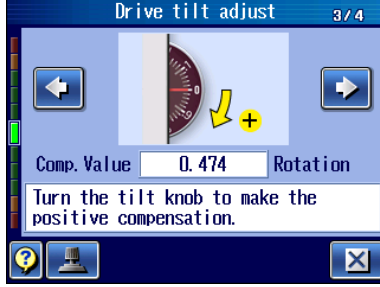 Drive tilt adjust 3/4
0
+
Comp. Value 0.474 Rotation
Turn the tilt knob to make the
positive compensation.
?